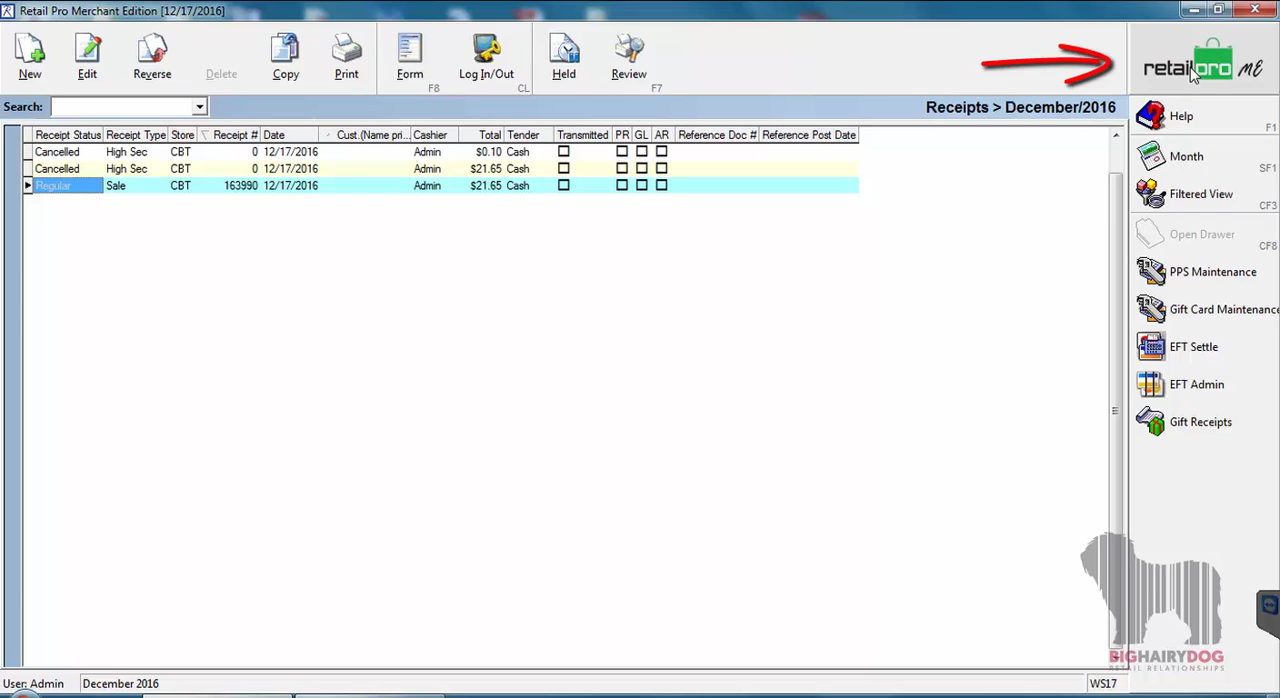 Retail Pro Merchant Edition [12/17/2016]
New Edit Reverse Delete Copy Print Form Log In/Out Held Review
F8 CL F7
retail pro ME
Search:
Receipts > December/2016
Receipt Status Receipt Type Store Receipt # Date Cust.(Name pri... Cashier Total Tender Transmitted PR GL AR Reference Doc # Reference Post Date
Cancelled High Sec CBT 0 12/17/2016 Admin $0.10 Cash
Cancelled High Sec CBT 0 12/17/2016 Admin $21.65 Cash
Regular Sale CBT 163990 12/17/2016 Admin $21.65 Cash
Help
F1
Month
SF1
Filtered View
CF3
Open Drawer
CF8
PPS Maintenance
Gift Card Maintenance
EFT Settle
EFT Admin
Gift Receipts
BIGHAIRYDOG
RETAIL RELATIONSHIPS
User: Admin December 2016 WS17